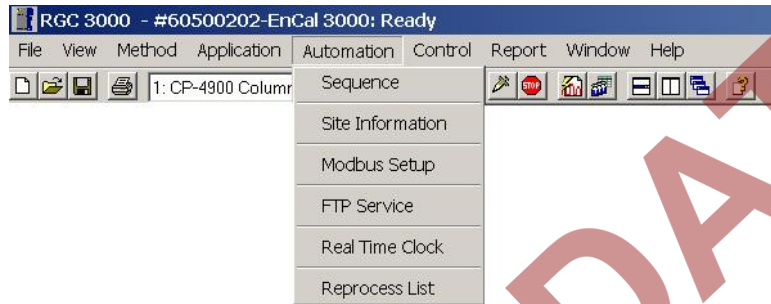 RGC 3000 - #60500202-EnCal 3000: Ready
File View Method Application Automation Control Report Window Help
1: CP-4900 Column
STOP
Sequence
Site Information
Modbus Setup
FTP Service
Real Time Clock
Reprocess List